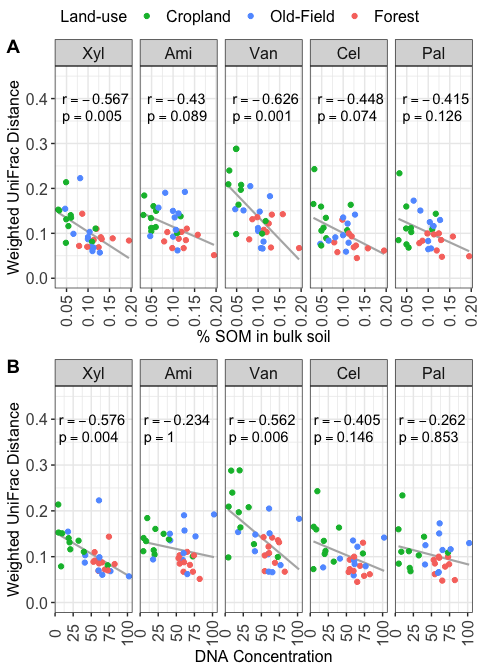 Land-use Cropland Old-Field Forest
A
Xyl Ami Van Cel Pal
r = −0.567 r = −0.43 r = −0.626 r = −0.448 r = −0.415
p = 0.005 p = 0.089 p = 0.001 p = 0.074 p = 0.126
Weighted UniFrac Distance
0.4
0.3
0.2
0.1
0.0
0.05 0.10 0.15 0.20 0.05 0.10 0.15 0.20 0.05 0.10 0.15 0.20 0.05 0.10 0.15 0.20 0.05 0.10 0.15 0.20
% SOM in bulk soil
B
Xyl Ami Van Cel Pal
r = −0.576 r = −0.234 r = −0.562 r = −0.405 r = −0.262
p = 0.004 p = 1 p = 0.006 p = 0.146 p = 0.853
Weighted UniFrac Distance
0.4
0.3
0.2
0.1
0.0
0 25 50 75 100 0 25 50 75 100 0 25 50 75 100 0 25 50 75 100 0 25 50 75 100
DNA Concentration